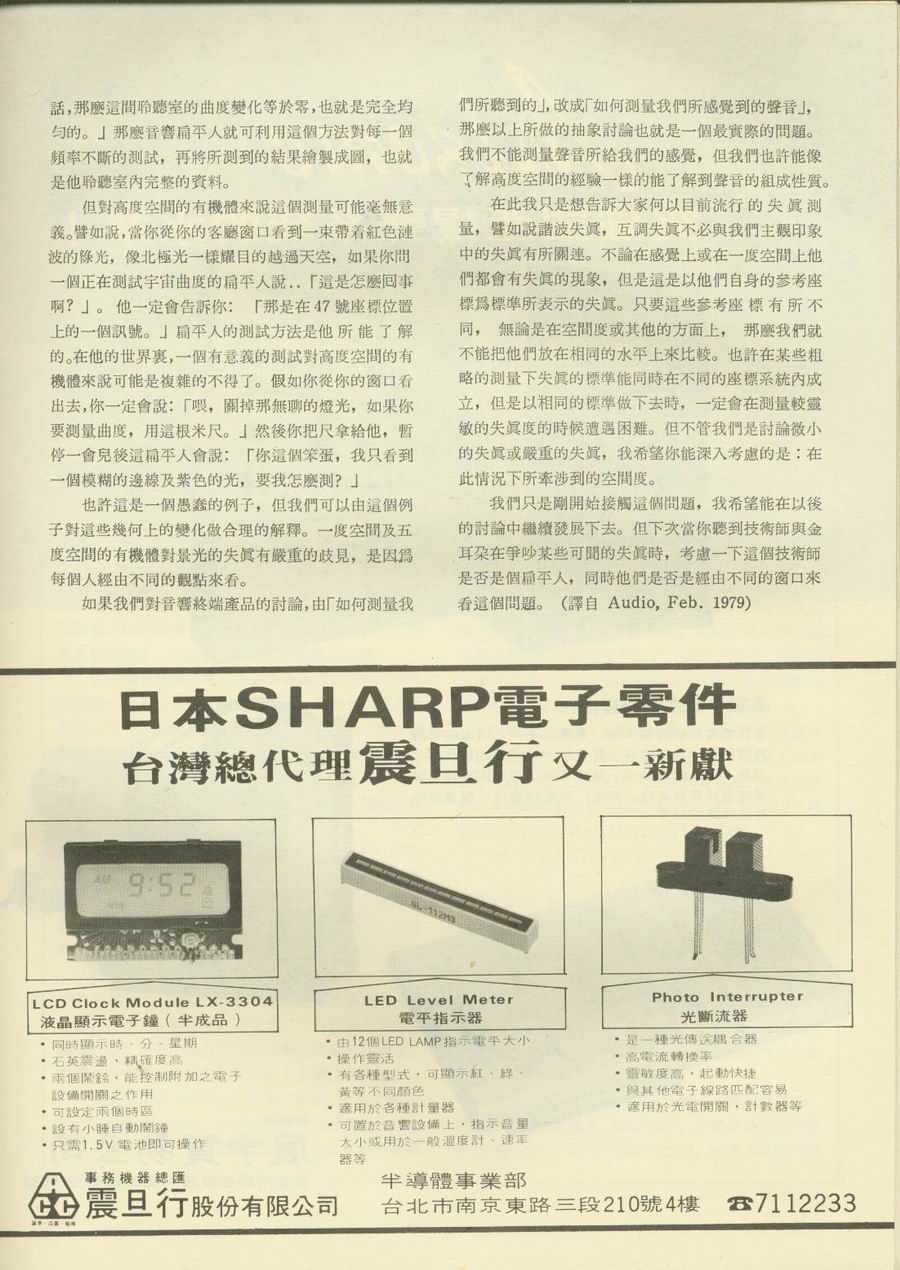 話,那麽這間聆聽室的曲度變化等於零,也就是完全均
勻的。」那麽音響扁平人就可利用這個方法對每一個
頻率不斷的測試，再將所測到的結果繪製成圖，也就
是他聆聽室內完整的資料。
但對高度空間的有機體來說這個測量可能毫無意
義。譬如說,當你從你的客廳窗口看到一束帶着紅色漣
波的條光，像北極光一樣耀目的越過天空，如果你問
一個正在測試宇宙曲度的扁平人說‥「這是怎麽囘事
啊？」。他一定會告訴你：「那是在 47 號座標位置
上的一個訊號。」扁平人的測試方法是他所能了解
的。在他的世界裏,一個有意義的測試對高度空間的有
機體來說可能是複雜的不得了。假如你從你的窗口看
出去,你一定會說:「喂，關掉那無聊的燈光，如果你
要測量曲度，用這根米尺。」然後你把尺拿給他，暫
停一會兒後這扁平人會說：「你這個笨蛋，我只看到
一個模糊的邊線及紫色的光，要我怎麽測？」
也許這是一個愚蠢的例子，但我們可以由這個例
子對這些幾何上的變化做合理的解釋。一度空間及五
度空間的有機體對景光的失眞有嚴重的歧見，是因爲
每個人經由不同的觀點來看。
如果我們對音響終端產品的討論,由「如何測量我
們所聽到的」,改成「如何測量我們所感覺到的聲音」,
那麽以上所做的抽象討論也就是一個最實際的問題。
我們不能測量聲音所給我們的感覺，但我們也許能像
了解高度空間的經驗一樣的能了解到聲音的組成性質。
在此我只是想告訴大家何以目前流行的失眞測
量，譬如說諧波失眞，互調失眞不必與我們主觀印象
中的失眞有所關連。不論在感覺上或在一度空間上他
們都會有失眞的現象，但是這是以他們自身的參考座
標爲標準所表示的失眞。只要這些參考座標有所不
同，無論是在空間度或其他的方面上，那麽我們就
不能把他們放在相同的水平上來比較。也許在某些粗
略的測量下失眞的標準能同時在不同的座標系統內成
立，但是以相同的標準做下去時，一定會在測量較靈
敏的失眞度的時候遭遇困難。但不管我們是討論微小
的失眞或嚴重的失眞，我希望你能深入考慮的是：在
此情況下所牽涉到的空間度。
我們只是剛開始接觸這個問題，我希望能在以後
的討論中繼續發展下去。但下次當你聽到技術師與金
耳朶在爭吵某些可聞的失眞時，考慮一下這個技術師
是否是個扁平人，同時他們是否是經由不同的窗口來
看這個問題。（譯自 Audio, Feb. 1979）
日本SHARP電子零件
台灣總代理震旦行又一新獻
AM 9:52
GL-112M3
LCD Clock Module LX-3304
液晶顯示電子鐘（半成品）
• 同時顯示時、分、星期
• 石英震盪，精確度高
• 兩個鬧鈴，能控制附加之電子
設備開關之作用
• 可設定兩個時區
• 設有小睡自動鬧鐘
• 只需1.5V電池即可操作
LED Level Meter
電平指示器
• 由12個LED LAMP指示電平大小
• 操作靈活
• 有各種型式，可顯示紅、綠、
黃等不同顏色
• 適用於各種計量器
• 可置於音響設備上，指示音量
大小或用於一般溫度計、速率
器等
Photo Interrupter
光斷流器
• 是一種光傳送耦合器
• 高電流轉換率
• 靈敏度高，起動快捷
• 與其他電子線路匹配容易
• 適用於光電開關，計數器等
事務機器總匯
震旦行股份有限公司
半導體事業部
台北市南京東路三段210號4樓 ☎7112233